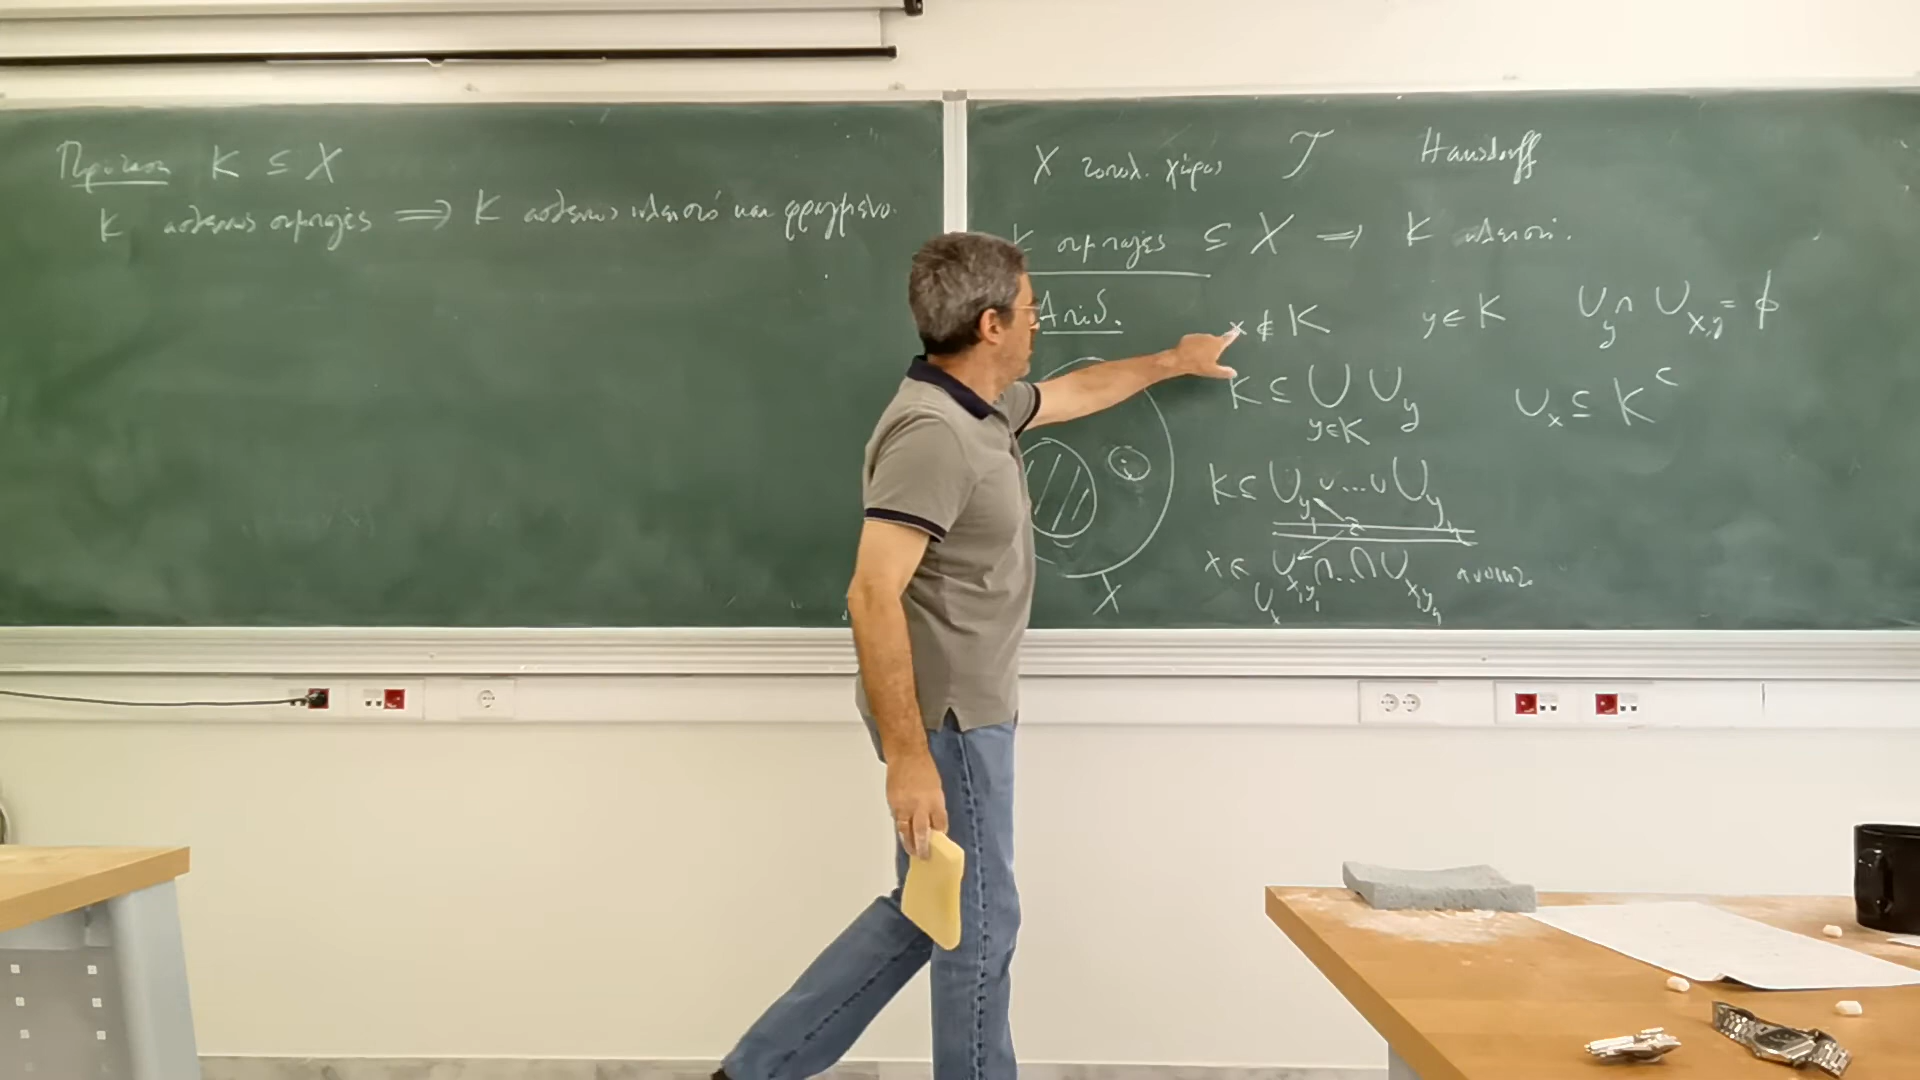 Πρόταση K ⊆ X
K ασθενώς συμπαγές ⟹ K ασθενώς κλειστό και φραγμένο.
X τοπολ. χώρος 𝒯 Hausdorff
K συμπαγές ⊆ X ⟹ K κλειστό.
Απόδ.
x ∉ K y ∈ K U_y ∩ U_{x,y} = ∅
K ⊆ ⋃_{y∈K} U_y U_x ⊆ K^c
K ⊆ U_{y_1} ∪ ... ∪ U_{y_n}
x ∈ U_{x,y_1} ∩ ... ∩ U_{x,y_n} ανοικτό
U_x
X